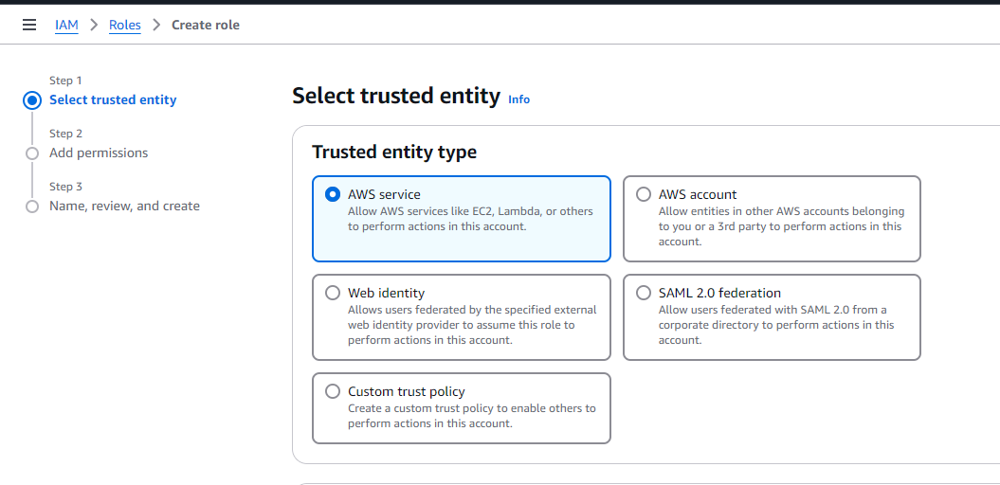 IAM > Roles > Create role
Step 1
Select trusted entity
Step 2
Add permissions
Step 3
Name, review, and create
Select trusted entity Info
Trusted entity type
AWS service
Allow AWS services like EC2, Lambda, or others
to perform actions in this account.
AWS account
Allow entities in other AWS accounts belonging
to you or a 3rd party to perform actions in this
account.
Web identity
Allows users federated by the specified external
web identity provider to assume this role to
perform actions in this account.
SAML 2.0 federation
Allow users federated with SAML 2.0 from a
corporate directory to perform actions in this
account.
Custom trust policy
Create a custom trust policy to enable others to
perform actions in this account.